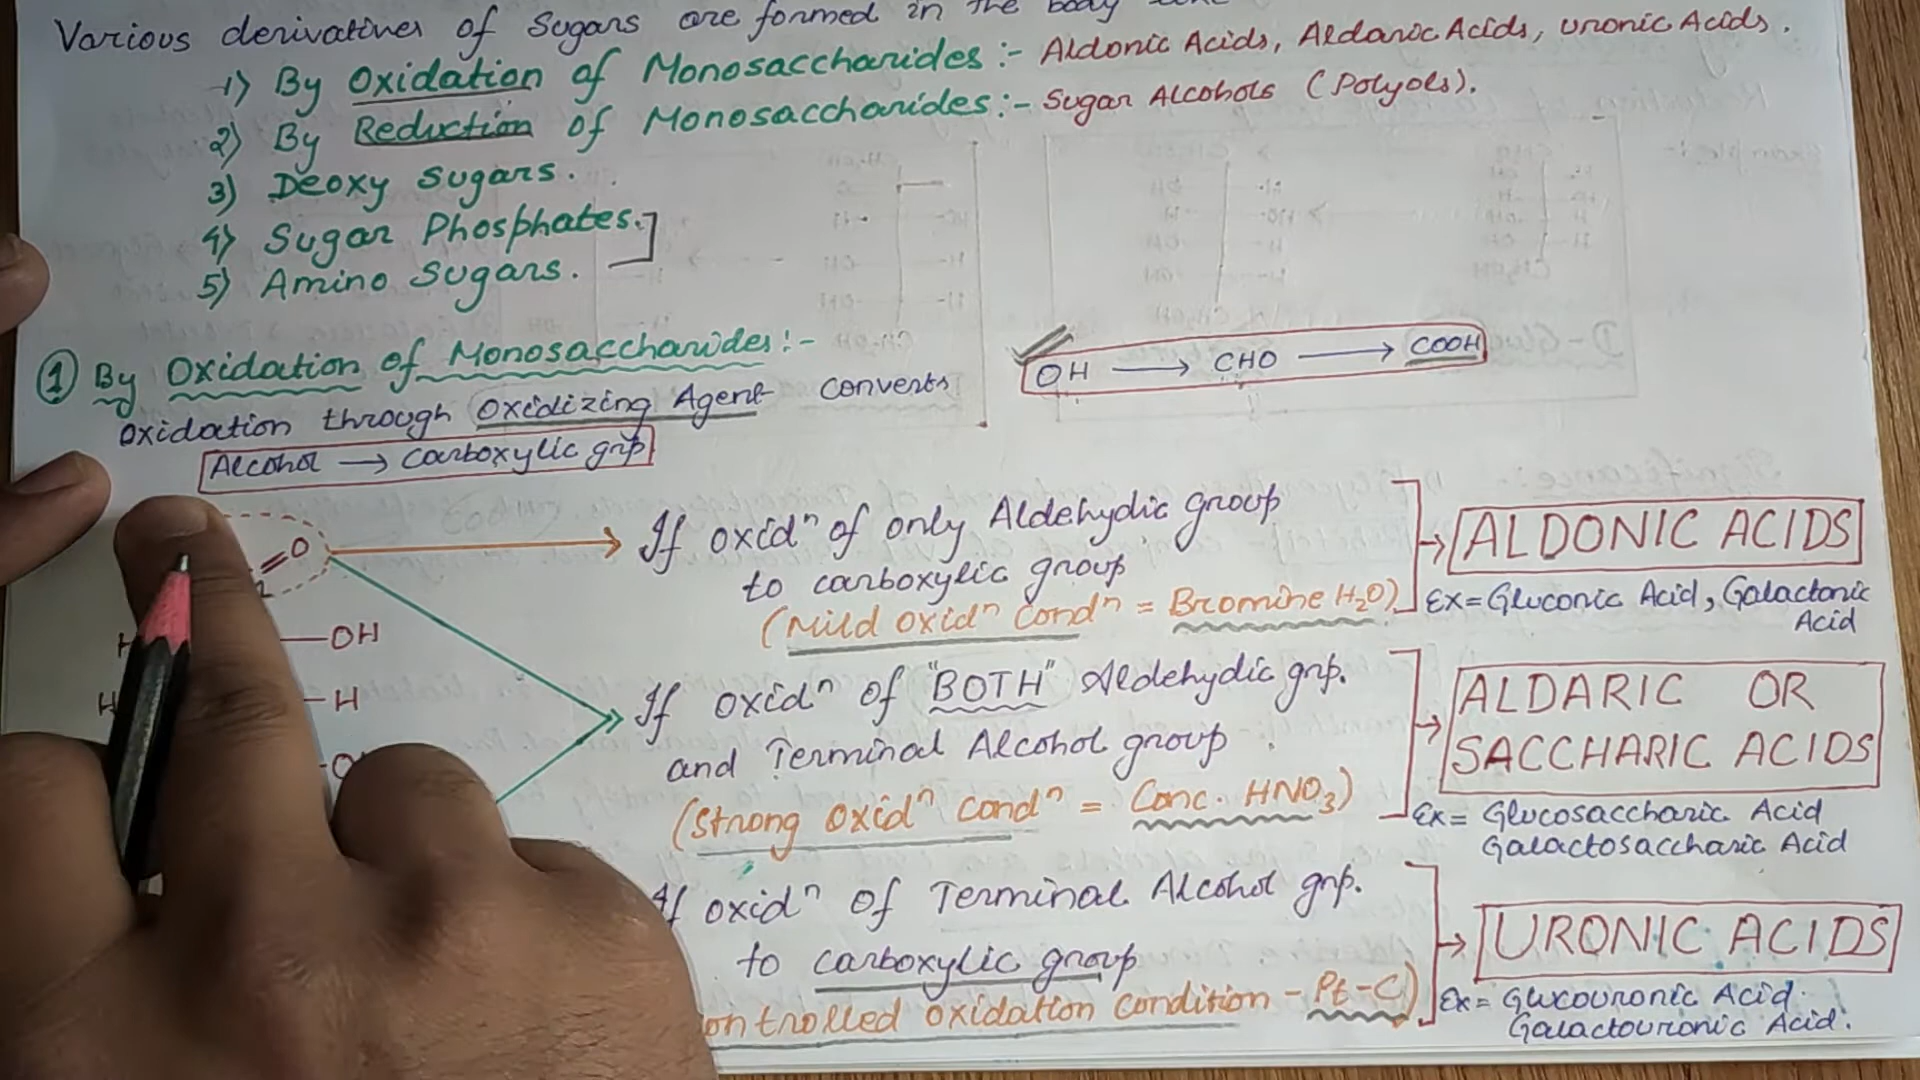 Various derivatives of Sugars are formed in the body
1) By Oxidation of Monosaccharides :- Aldonic Acids, Aldaric Acids, Uronic Acids.
2) By Reduction of Monosaccharides :- Sugar Alcohols (Polyols).
3) Deoxy Sugars.
4) Sugar Phosphates.
5) Amino Sugars.
① By Oxidation of Monosaccharides :-
OH → CHO → COOH
Oxidation through Oxidizing Agent converts
Alcohol → Carboxylic grp
O
OH
H
H
If oxidⁿ of only Aldehydic group
to carboxylic group
(Mild oxidⁿ Condⁿ = Bromine H2O)
ALDONIC ACIDS
Ex = Gluconic Acid, Galactonic
Acid
If oxidⁿ of "BOTH" Aldehydic grp.
and Terminal Alcohol group
(Strong oxidⁿ Condⁿ = Conc. HNO3)
ALDARIC OR
SACCHARIC ACIDS
Ex = Glucosaccharic Acid
Galactosaccharic Acid
If oxidⁿ of Terminal Alcohol grp.
to carboxylic group
ontrolled oxidation condition - Pt-C)
URONIC ACIDS
Ex = Glucouronic Acid.
Galactouronic Acid.